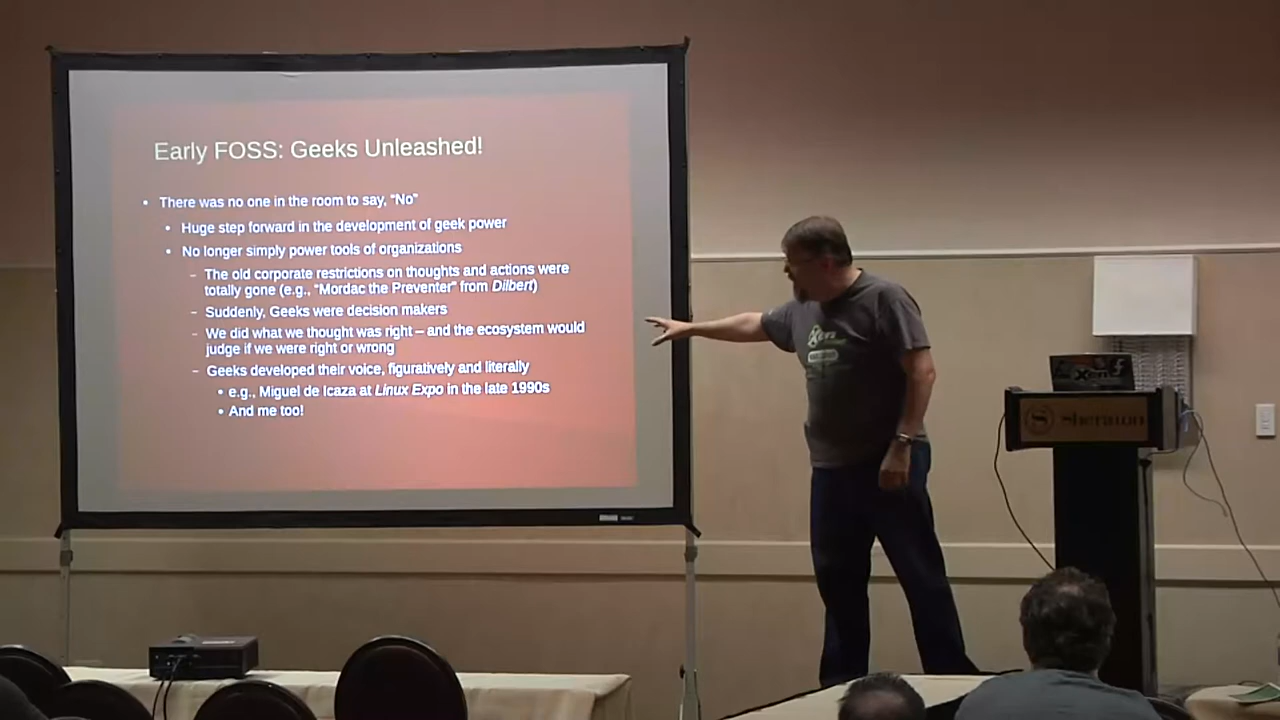 Early FOSS: Geeks Unleashed!
• There was no one in the room to say, “No”
• Huge step forward in the development of geek power
• No longer simply power tools of organizations
– The old corporate restrictions on thoughts and actions were
totally gone (e.g., “Mordac the Preventer” from Dilbert)
– Suddenly, Geeks were decision makers
– We did what we thought was right – and the ecosystem would
judge if we were right or wrong
– Geeks developed their voice, figuratively and literally
• e.g., Miguel de Icaza at Linux Expo in the late 1990s
• And me too!
Xen
Xen
Sheraton